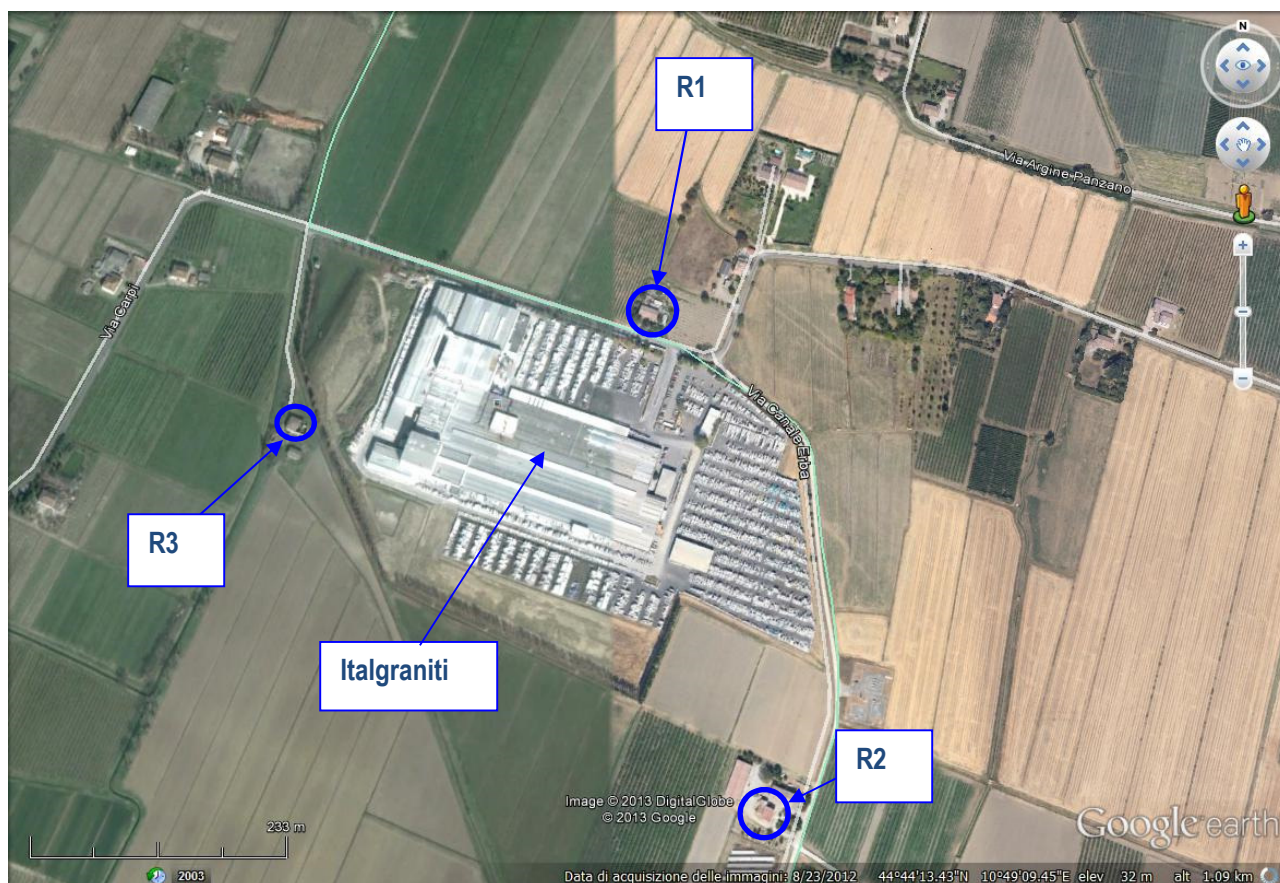 N
R1
Via Argine Panzano
Via Carpi
Via Canale Erba
R3
Italgraniti
R2
Image © 2013 DigitalGlobe
© 2013 Google
Google earth
233 m
2003
Data di acquisizione delle immagini: 8/23/2012 44°44'13.43"N 10°49'09.45"E elev 32 m alt 1.09 km